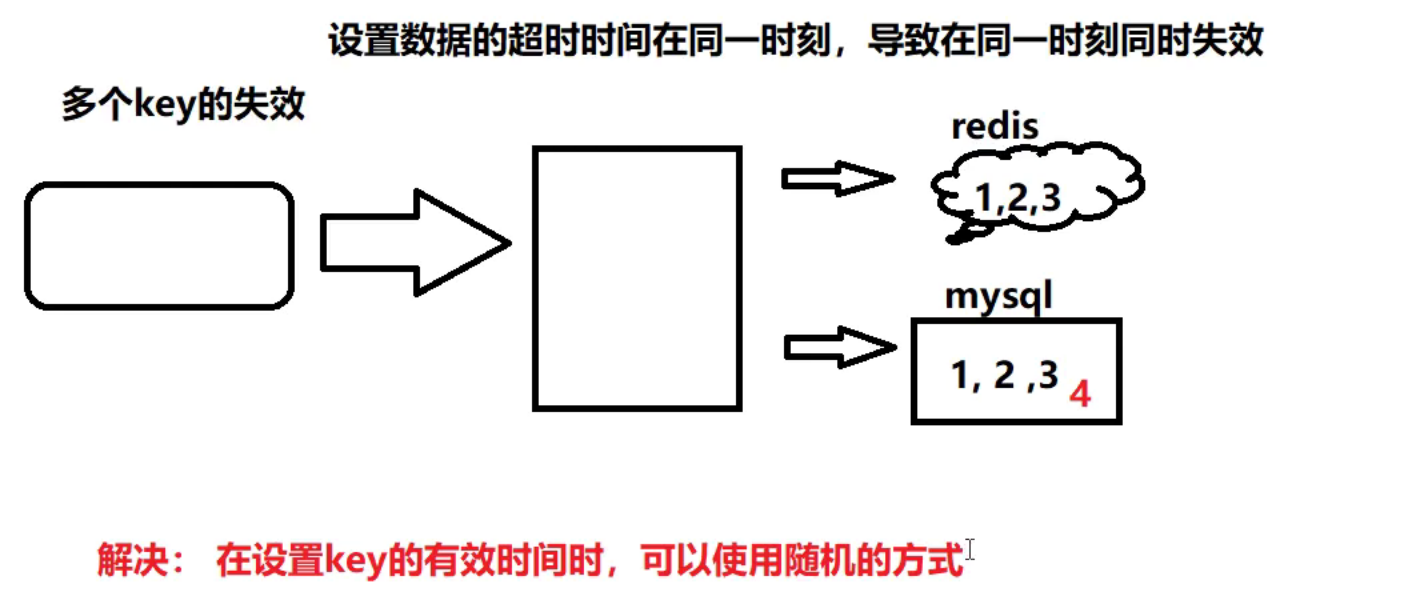 设置数据的超时时间在同一时刻，导致在同一时刻同时失效
多个key的失效
redis
1,2,3
mysql
1, 2 ,3 4
解决： 在设置key的有效时间时，可以使用随机的方式